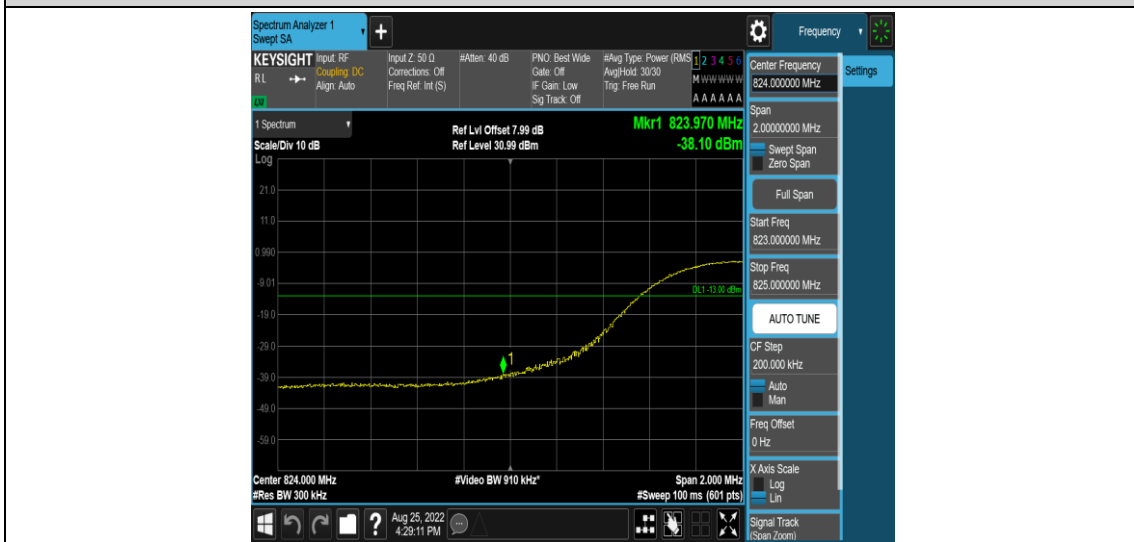 Spectrum Analyzer 1
Swept SA
+
Frequency
KEYSIGHT
RL
LXI
Input: RF
Coupling: DC
Align: Auto
Input Z: 50 Ω
Corrections: Off
Freq Ref: Int (S)
#Atten: 40 dB
PNO: Best Wide
Gate: Off
IF Gain: Low
Sig Track: Off
#Avg Type: Power (RMS
Avg|Hold: 30/30
Trig: Free Run
1 2 3 4 5 6
M W W W W W
A A A A A A
1 Spectrum
Scale/Div 10 dB
Ref Lvl Offset 7.99 dB
Ref Level 30.99 dBm
Mkr1 823.970 MHz
-38.10 dBm
Log
21.0
11.0
0.990
-9.01
-19.0
-29.0
-39.0
-49.0
-59.0
DL1 -13.00 dBm
1
Center 824.000 MHz
#Res BW 300 kHz
#Video BW 910 kHz*
Span 2.000 MHz
#Sweep 100 ms (601 pts)
Center Frequency
824.000000 MHz
Settings
Span
2.00000000 MHz
Swept Span
Zero Span
Full Span
Start Freq
823.000000 MHz
Stop Freq
825.000000 MHz
AUTO TUNE
CF Step
200.000 kHz
Auto
Man
Freq Offset
0 Hz
X Axis Scale
Log
Lin
Signal Track
(Span Zoom)
?
Aug 25, 2022
4:29:11 PM